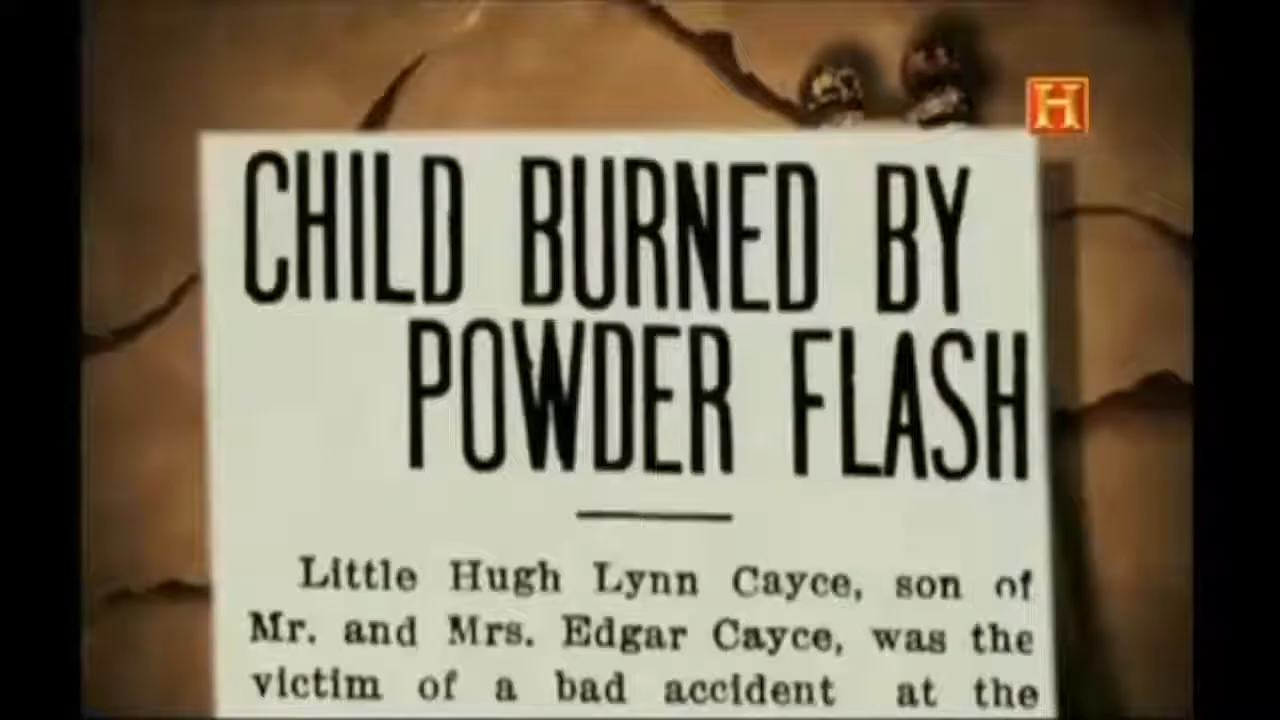 H
CHILD BURNED BY
POWDER FLASH
Little Hugh Lynn Cayce, son of
Mr. and Mrs. Edgar Cayce, was the
victim of a bad accident at the